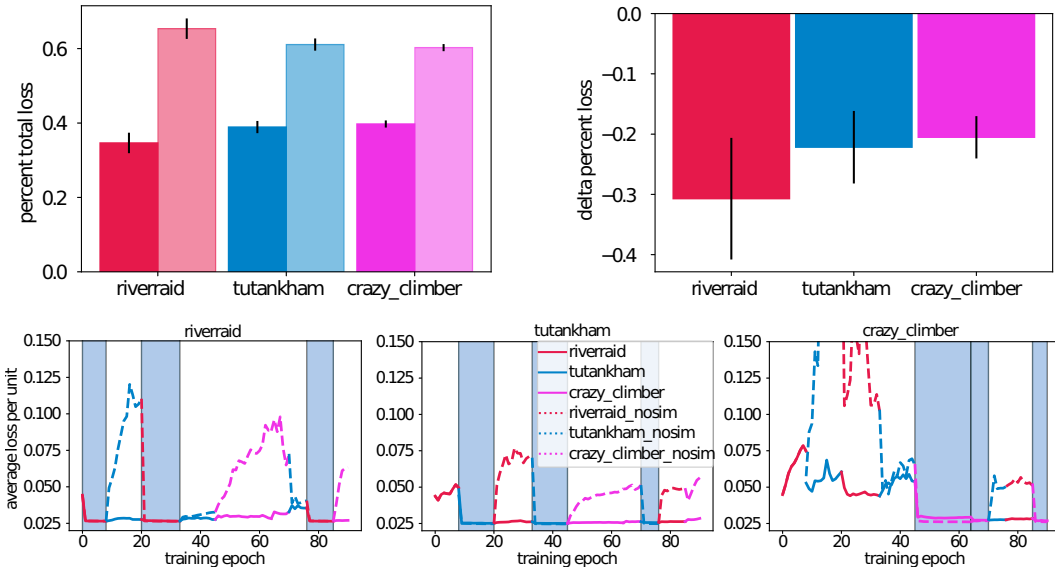 percent total loss
0.6
0.4
0.2
0.0
riverraid tutankham crazy_climber
delta percent loss
0.0
−0.1
−0.2
−0.3
−0.4
riverraid tutankham crazy_climber
riverraid
average loss per unit
0.150
0.125
0.100
0.075
0.050
0.025
0 20 40 60 80
training epoch
tutankham
0.150
0.125
0.100
0.075
0.050
0.025
riverraid
tutankham
crazy_climber
riverraid_nosim
tutankham_nosim
crazy_climber_nosim
0 20 40 60 80
training epoch
crazy_climber
0.150
0.125
0.100
0.075
0.050
0.025
0 20 40 60 80
training epoch